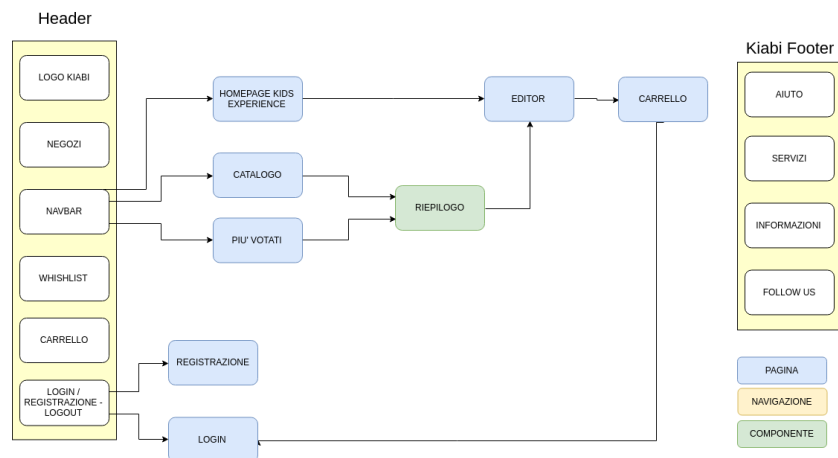 Header
LOGO KIABI
NEGOZI
NAVBAR
WHISHLIST
CARRELLO
LOGIN /
REGISTRAZIONE -
LOGOUT
HOMEPAGE KIDS
EXPERIENCE
CATALOGO
PIU' VOTATI
RIEPILOGO
EDITOR
CARRELLO
REGISTRAZIONE
LOGIN
Kiabi Footer
AIUTO
SERVIZI
INFORMAZIONI
FOLLOW US
PAGINA
NAVIGAZIONE
COMPONENTE